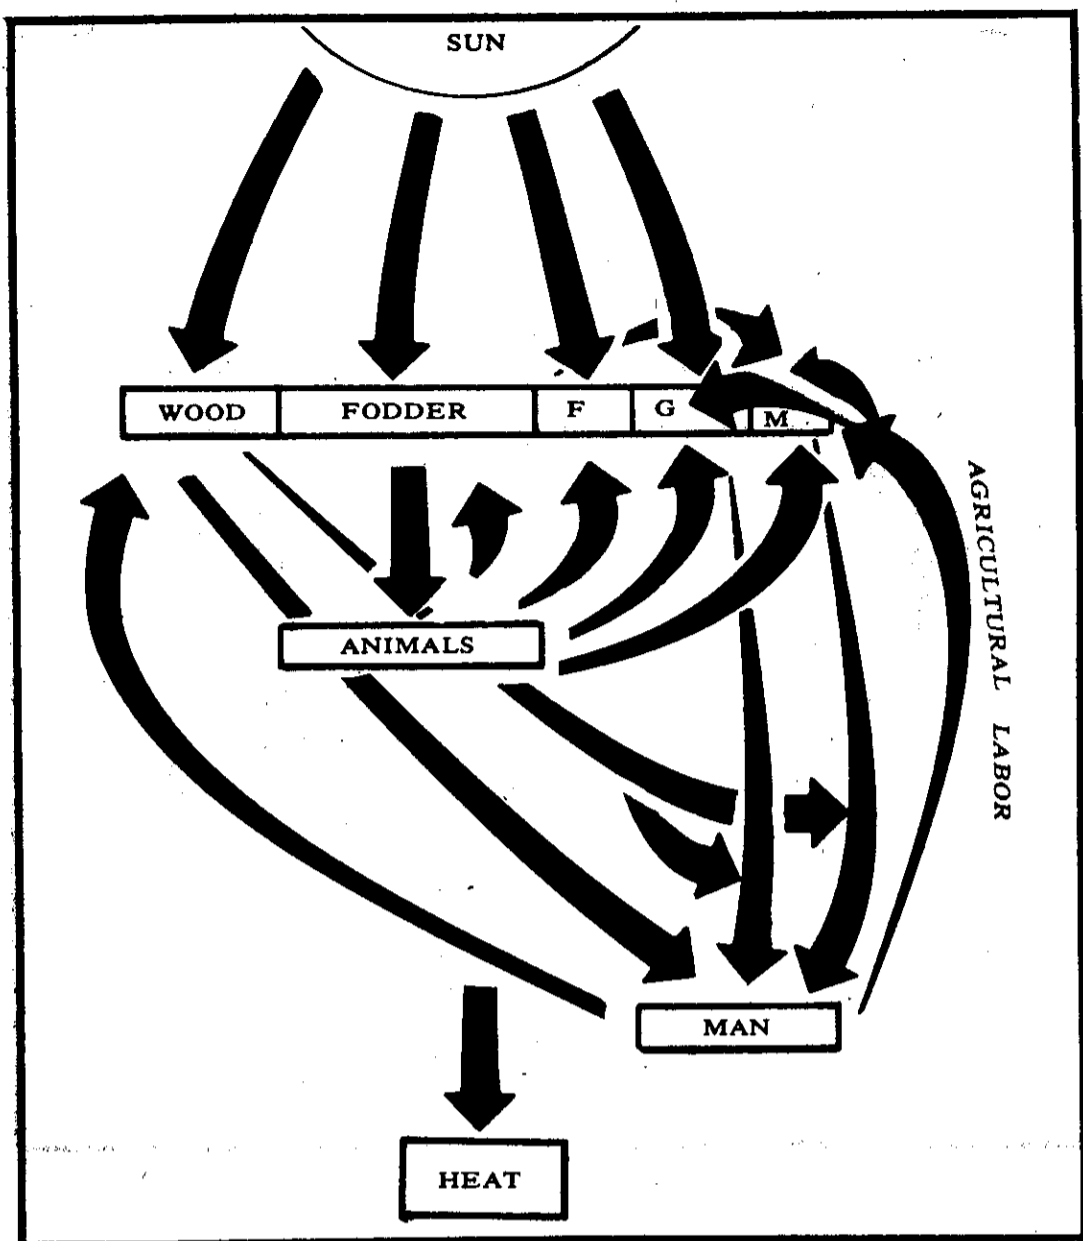 SUN
WOOD
FODDER
F
G
M
AGRICULTURAL LABOR
ANIMALS
MAN
HEAT